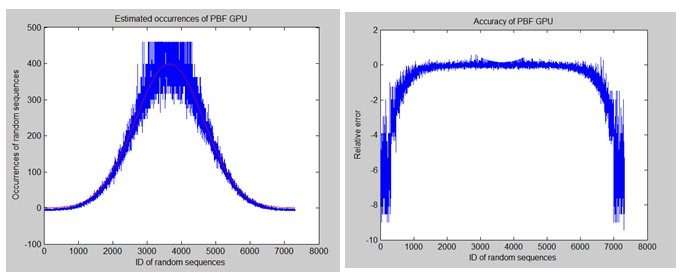 Estimated occurrences of PBF GPU
500
400
300
200
100
0
-100
0 1000 2000 3000 4000 5000 6000 7000 8000
Occurrences of random sequences
ID of random sequences
Accuracy of PBF GPU
2
0
-2
-4
-6
-8
-10
0 1000 2000 3000 4000 5000 6000 7000 8000
Relative error
ID of random sequences